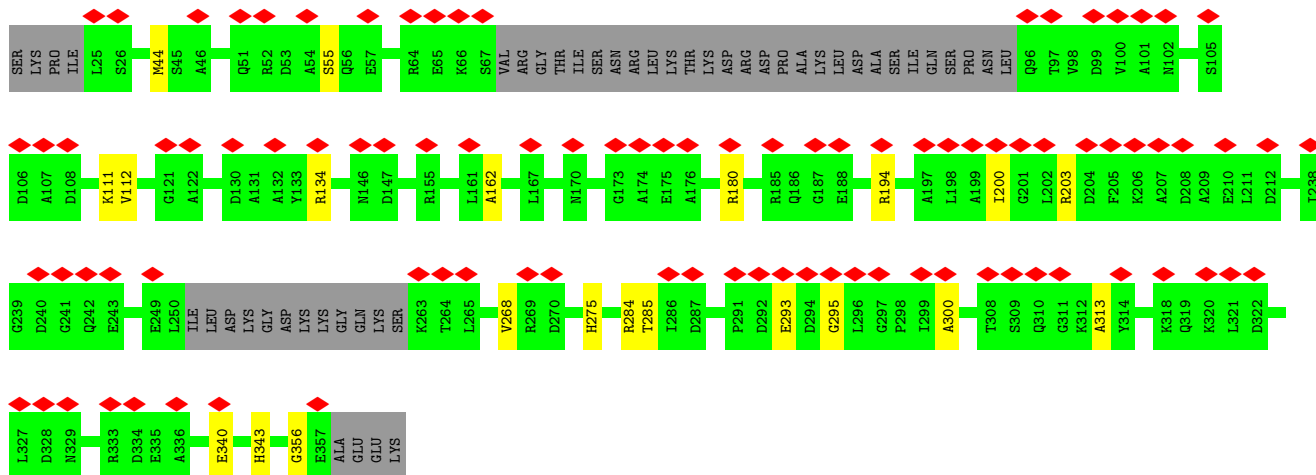 SER LYS PRO ILE L25 S26 M44 S45 A46 Q51 R52 D53 A54 S55 Q56 E57 R64 E65 K66 S67 VAL ARG GLY THR ILE SER ASN ARG LEU LYS THR LYS ASP ARG ASP PRO ALA LYS LEU ASP ALA SER ILE GLN SER PRO ASN LEU Q96 T97 V98 D99 V100 A101 N102 S105
D106 A107 D108 K111 V112 G121 A122 D130 A131 A132 Y133 R134 N146 D147 R155 L161 A162 L167 N170 G173 A174 E175 A176 R180 R185 Q186 G187 E188 R194 A197 L198 A199 I200 G201 L202 R203 D204 F205 K206 A207 D208 A209 E210 L211 D212
G239 D240 G241 Q242 E243 E249 L250 ILE LEU ASP LYS GLY ASP LYS LYS GLY GLN LYS SER K263 T264 L265 V268 R269 D270 H275 R284 T285 I286 D287 P291 D292 E293 D294 G295 L296 G297 P298 I299 A300 T308 S309 Q310 G311 K312 A313 Y314 K318 Q319 K320 L321 D322
L327 D328 N329 R333 D334 E335 A336 E340 H343 G356 E357 ALA GLU GLU LYS